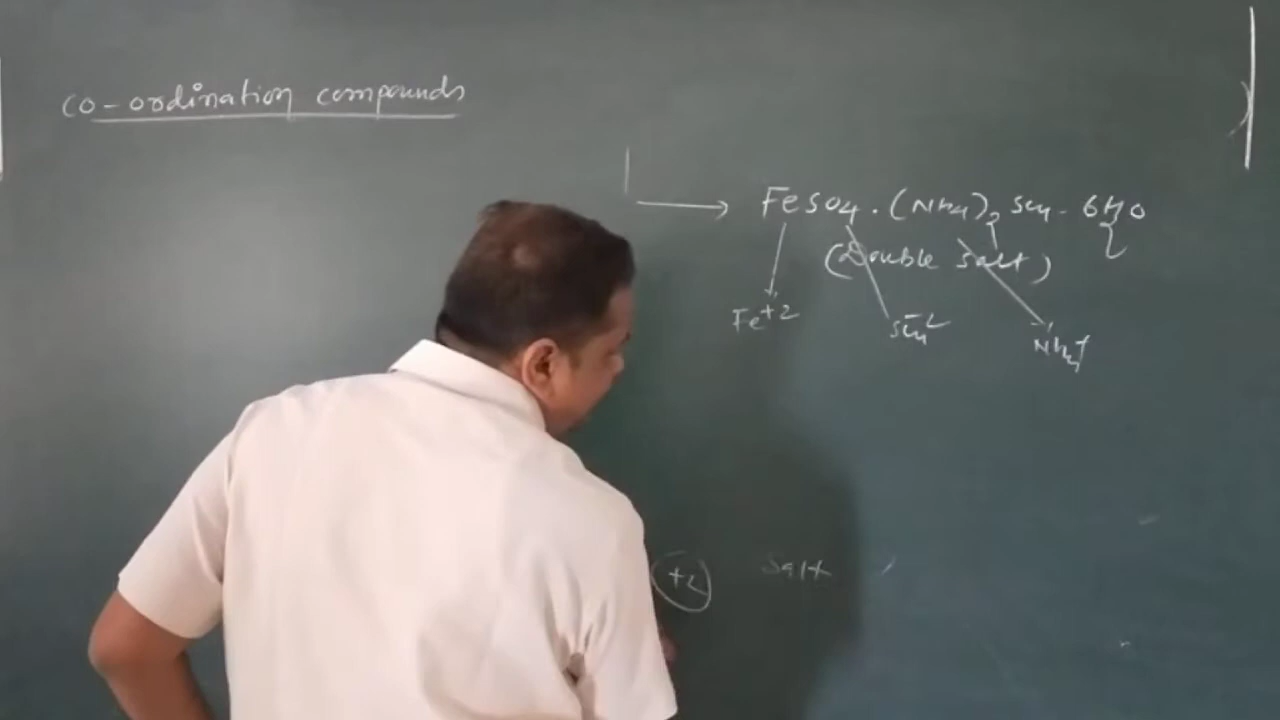 co-ordination compounds
→ FeSO4 . (NH4)2 SO4 - 6H2O
(Double Salt)
Fe+2 SO4-2 NH4+
+2 Salt